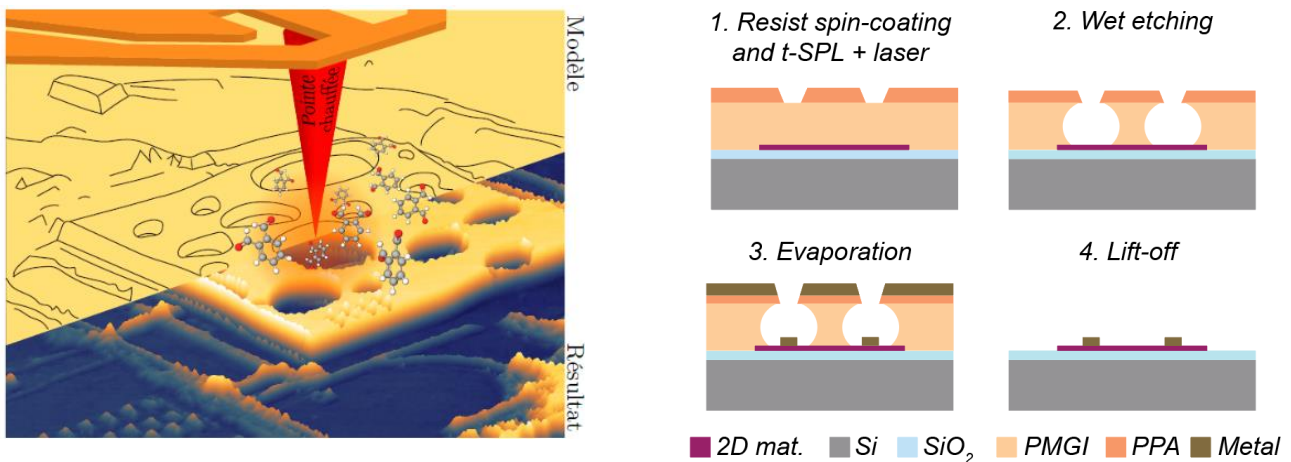 Modèle
Pointe
chauffée
Résultat
1. Resist spin-coating
and t-SPL + laser
2. Wet etching
3. Evaporation
4. Lift-off
2D mat. Si SiO₂ PMGI PPA Metal